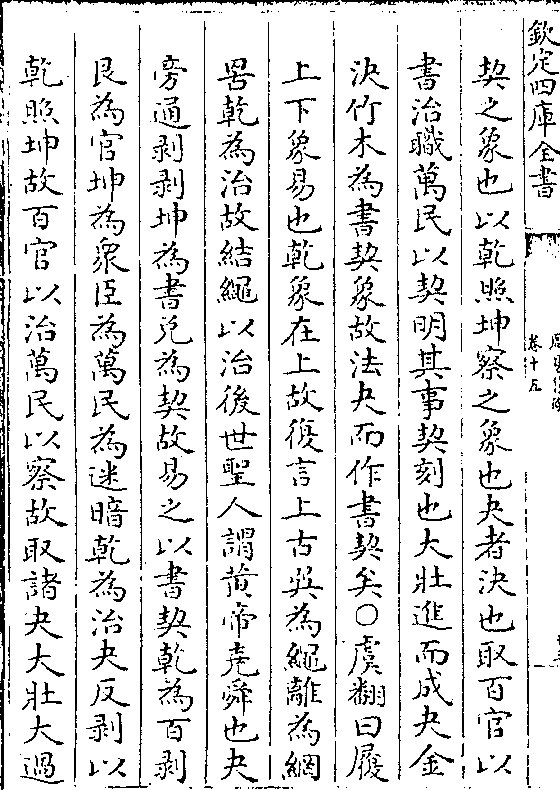 欽定四庫全書
卷十五
契之象也以乾照坤察之象也夬者決也取百官以
書治職萬民以契明其事契刻也大壯進而成夬金
決竹木為書契象故法夬而作書契矣○虞翻曰履
上下象易也乾象在上故復言上古巽為繩離為網
罟乾為治故結繩以治後世聖人謂黄帝堯舜也夬
旁通剥剥坤為書兑為契故易之以書契乾為百剥
艮為官坤為衆臣為萬民為迷暗乾為治夬反剥以
乾照坤故百官以治萬民以察故取諸夬大壯大過